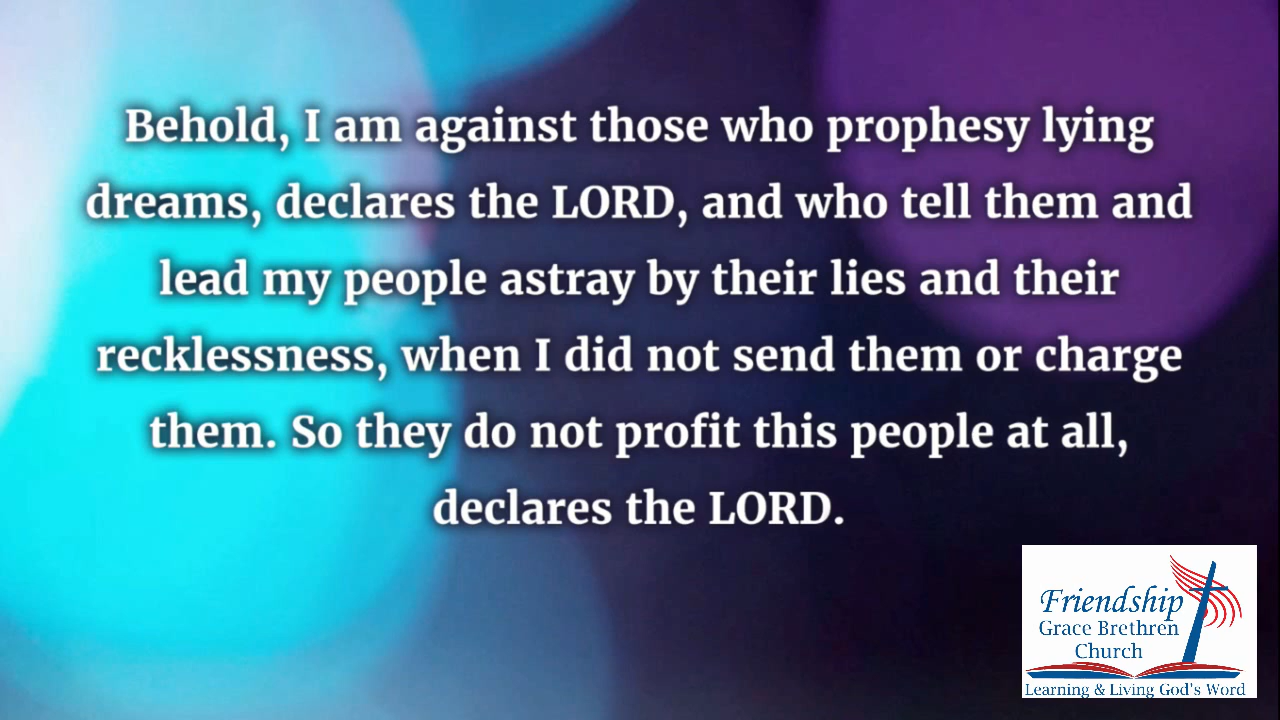 Behold, I am against those who prophesy lying
dreams, declares the LORD, and who tell them and
lead my people astray by their lies and their
recklessness, when I did not send them or charge
them. So they do not profit this people at all,
declares the LORD.
Friendship
Grace Brethren
Church
Learning & Living God's Word